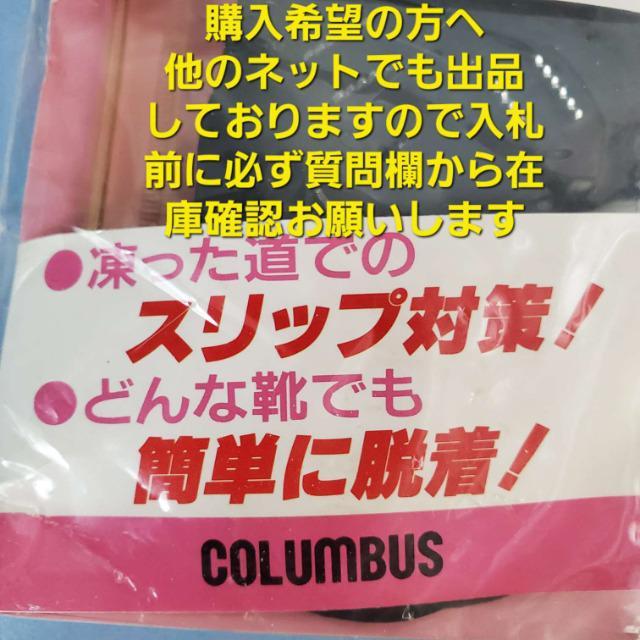 購入希望の方へ
他のネットでも出品
しておりますので入札
前に必ず質問欄から在
庫確認お願いします
●凍った道での
スリップ対策!
●どんな靴でも
簡単に脱着!
COLUMBUS